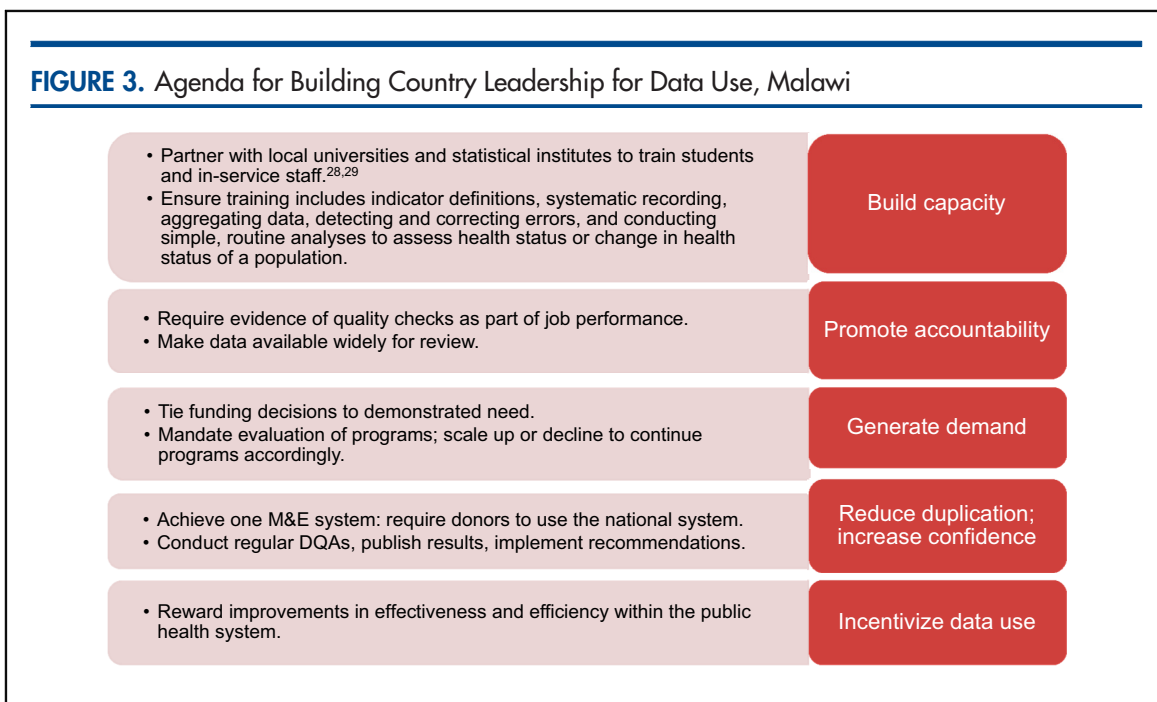 FIGURE 3. Agenda for Building Country Leadership for Data Use, Malawi
• Partner with local universities and statistical institutes to train students
and in-service staff.28,29
• Ensure training includes indicator definitions, systematic recording,
aggregating data, detecting and correcting errors, and conducting
simple, routine analyses to assess health status or change in health
status of a population.
Build capacity
• Require evidence of quality checks as part of job performance.
• Make data available widely for review.
Promote accountability
• Tie funding decisions to demonstrated need.
• Mandate evaluation of programs; scale up or decline to continue
programs accordingly.
Generate demand
• Achieve one M&E system: require donors to use the national system.
• Conduct regular DQAs, publish results, implement recommendations.
Reduce duplication;
increase confidence
• Reward improvements in effectiveness and efficiency within the public
health system.
Incentivize data use